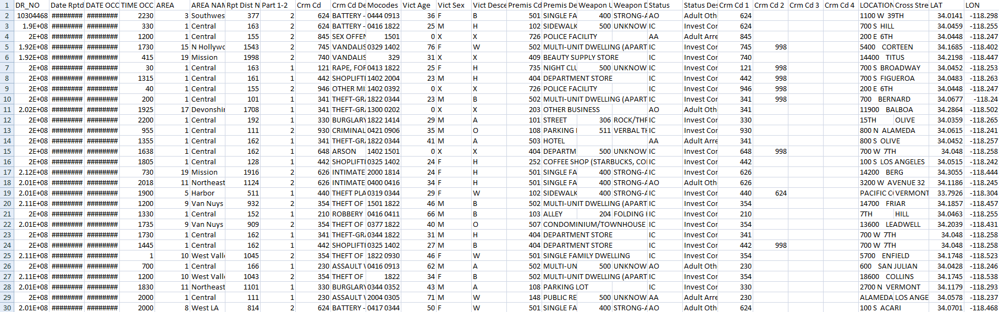 1 DR_NO Date Rptd DATE OCC TIME OCC AREA AREA NAM Rpt Dist N Part 1-2 Crm Cd Crm Cd De Mocodes Vict Age Vict Sex Vict Desce Premis Cd Premis De Weapon U Weapon D Status Status Des Crm Cd 1 Crm Cd 2 Crm Cd 3 Crm Cd 4 LOCATION Cross Stre LAT LON
2 10304468 ######## ######## 2230 3 Southwes 377 2 624 BATTERY - 0444 0913 36 F B 501 SINGLE FA 400 STRONG-A AO Adult Oth 624 1100 W 39TH 34.0141 -118.298
3 1.9E+08 ######## ######## 330 1 Central 163 2 624 BATTERY - 0416 1822 25 M H 102 SIDEWALK 500 UNKNOW IC Invest Cor 624 700 S HILL 34.0459 -118.255
4 2E+08 ######## ######## 1200 1 Central 155 2 845 SEX OFFEN 1501 0 X X 726 POLICE FACILITY AA Adult Arre 845 200 E 6TH 34.0448 -118.247
5 1.92E+08 ######## ######## 1730 15 N Hollywo 1543 2 745 VANDALIS 0329 1402 76 F W 502 MULTI-UNIT DWELLING (APART IC Invest Cor 745 998 5400 CORTEEN 34.1685 -118.402
6 1.92E+08 ######## ######## 415 19 Mission 1998 2 740 VANDALIS 329 31 X X 409 BEAUTY SUPPLY STORE IC Invest Cor 740 14400 TITUS 34.2198 -118.447
7 2E+08 ######## ######## 30 1 Central 163 1 121 RAPE, FOR 0413 1822 25 F H 735 NIGHT CLU 500 UNKNOW IC Invest Cor 121 998 700 S BROADWAY 34.0452 -118.253
8 2E+08 ######## ######## 1315 1 Central 161 1 442 SHOPLIFTI 1402 2004 23 M H 404 DEPARTMENT STORE IC Invest Cor 442 998 700 S FIGUEROA 34.0483 -118.263
9 2E+08 ######## ######## 40 1 Central 155 2 946 OTHER MI 1402 0392 0 X X 726 POLICE FACILITY IC Invest Cor 946 998 200 E 6TH 34.0448 -118.247
10 2E+08 ######## ######## 200 1 Central 101 1 341 THEFT-GRA 1822 0344 23 M B 502 MULTI-UNIT DWELLING (APART IC Invest Cor 341 998 700 BERNARD 34.0677 -118.24
11 2.02E+08 ######## ######## 1925 17 Devonshir 1708 1 341 THEFT-GRA 1300 0202 0 X X 203 OTHER BUSINESS AO Adult Oth 341 11900 BALBOA 34.2864 -118.502
12 2E+08 ######## ######## 2200 1 Central 192 1 330 BURGLARY 1822 1414 29 M A 101 STREET 306 ROCK/THR IC Invest Cor 330 15TH OLIVE 34.0359 -118.265
13 2E+08 ######## ######## 955 1 Central 111 2 930 CRIMINAL 0421 0906 35 M O 108 PARKING 511 VERBAL TH IC Invest Cor 930 800 N ALAMEDA 34.0615 -118.241
14 2E+08 ######## ######## 1355 1 Central 162 1 341 THEFT-GRA 1822 0344 41 M A 503 HOTEL AA Adult Arre 341 800 S OLIVE 34.0452 -118.257
15 2E+08 ######## ######## 1638 1 Central 162 1 648 ARSON 1402 1501 0 X X 404 DEPARTM 500 UNKNOW IC Invest Cor 648 998 700 W 7TH 34.048 -118.258
16 2E+08 ######## ######## 1805 1 Central 128 1 442 SHOPLIFTI 0325 1402 24 F H 252 COFFEE SHOP (STARBUCKS, CO IC Invest Cor 442 100 S LOS ANGELES 34.0515 -118.242
17 2.12E+08 ######## ######## 730 19 Mission 1916 2 626 INTIMATE 2000 1814 24 F H 501 SINGLE FA 400 STRONG-A IC Invest Cor 626 14200 BERG 34.3055 -118.444
18 2.01E+08 ######## ######## 2018 11 Northeast 1124 2 626 INTIMATE 0400 0416 34 F H 501 SINGLE FA 400 STRONG-A AO Adult Oth 626 3200 W AVENUE 32 34.1186 -118.245
19 2.01E+08 ######## ######## 1900 5 Harbor 511 1 440 THEFT PLA 0319 0344 29 F W 102 SIDEWALK 400 STRONG-A IC Invest Cor 440 624 PACIFIC C VERMONT 33.7926 -118.304
20 2.11E+08 ######## ######## 1200 9 Van Nuys 932 2 354 THEFT OF 1501 1822 46 M B 502 MULTI-UNIT DWELLING (APART IC Invest Cor 354 14700 FRIAR 34.1857 -118.457
21 2E+08 ######## ######## 1330 1 Central 152 1 210 ROBBERY 0416 0411 66 M B 103 ALLEY 204 FOLDING IC Invest Cor 210 7TH HILL 34.0463 -118.255
22 2.01E+08 ######## ######## 1735 9 Van Nuys 909 2 354 THEFT OF 0377 1822 40 M O 507 CONDOMINIUM/TOWNHOUSE IC Invest Cor 354 13600 LEADWELL 34.2039 -118.431
23 2E+08 ######## ######## 1730 1 Central 162 1 341 THEFT-GRA 0344 1822 31 M H 404 DEPARTMENT STORE IC Invest Cor 341 700 W 7TH 34.048 -118.258
24 2E+08 ######## ######## 1445 1 Central 162 1 442 SHOPLIFTI 0325 1402 27 M B 404 DEPARTMENT STORE IC Invest Cor 442 998 700 W 7TH 34.048 -118.258
25 2.11E+08 ######## ######## 1 10 West Valle 1045 2 354 THEFT OF 1822 0930 46 F W 501 SINGLE FAMILY DWELLING IC Invest Cor 354 5700 ENFIELD 34.1748 -118.523
26 2E+08 ######## ######## 700 1 Central 166 1 230 ASSAULT W 0416 0913 62 M A 502 MULTI-UN 500 UNKNOW AO Adult Oth 230 600 SAN JULIAN 34.0428 -118.246
27 2.11E+08 ######## ######## 1200 10 West Valle 1043 2 354 THEFT OF 1822 34 F B 502 MULTI-UNIT DWELLING (APART IC Invest Cor 354 18600 COLLINS 34.1745 -118.538
28 2.01E+08 ######## ######## 1830 11 Northeast 1101 1 330 BURGLARY 0344 0352 43 M A 108 PARKING LOT IC Invest Cor 330 2700 N VERMONT 34.1179 -118.293
29 2E+08 ######## ######## 2000 1 Central 111 1 230 ASSAULT W 2004 0305 71 M W 148 PUBLIC RE 500 UNKNOW AA Adult Arre 230 ALAMEDA LOS ANGE 34.0578 -118.237
30 2.01E+08 ######## ######## 2000 8 West LA 814 2 624 BATTERY - 0417 0344 50 F W 501 SINGLE FA 400 STRONG-A AO Adult Oth 624 100 S ACARI 34.0701 -118.468